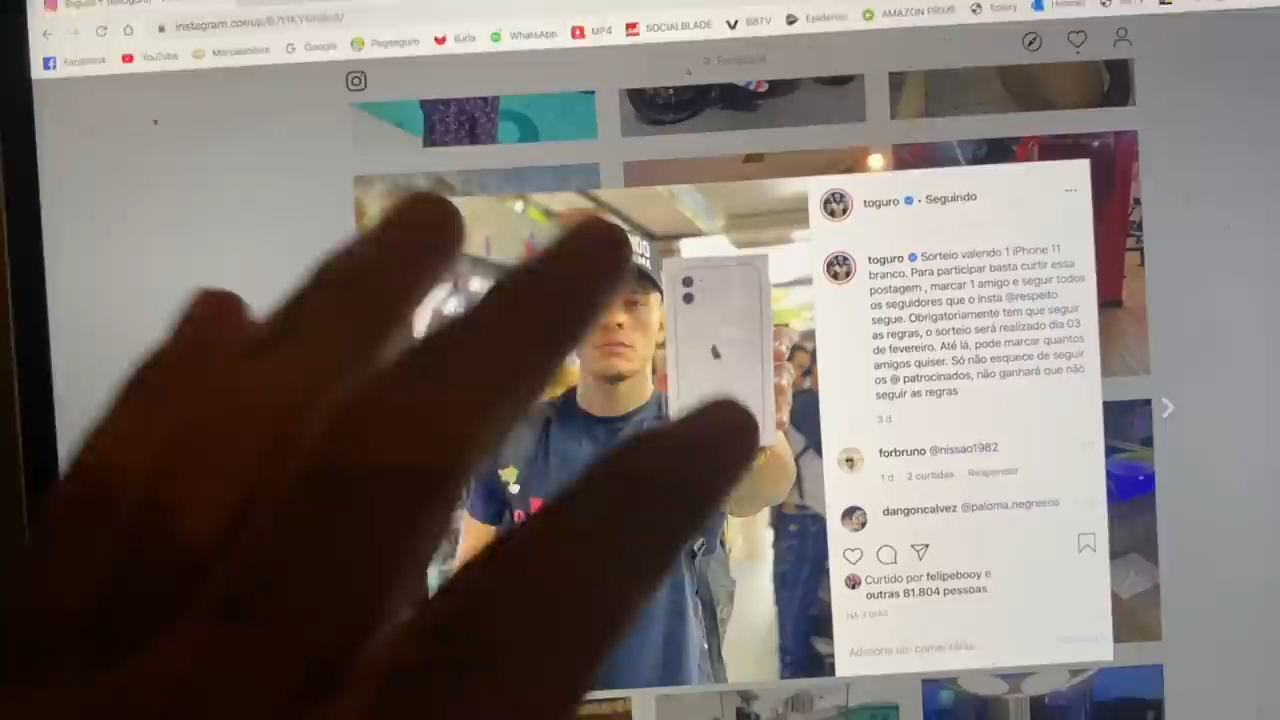 instagram.com/p/
Facebook
YouTube
Mercadolivre
Google
Pagseguro
Burla
WhatsApp
MP4
SOCIALBLADE
BBTV
Epidemic
AMAZON PRIME
toguro • Seguindo
toguro Sorteio valendo 1 iPhone 11
branco. Para participar basta curtir essa
postagem , marcar 1 amigo e seguir todos
os seguidores que o insta @respeito
segue. Obrigatoriamente tem que seguir
as regras, o sorteio será realizado dia 03
de fevereiro. Até lá, pode marcar quantos
amigos quiser. Só não esquece de seguir
os @ patrocinados, não ganhará que não
seguir as regras
3 d
forbruno @nissao1982
1 d 2 curtidas Responder
dangoncalvez @paloma.negresco
Curtido por felipebooy e
outras 81.804 pessoas
HÁ 3 DIAS
Adicione um comentário...